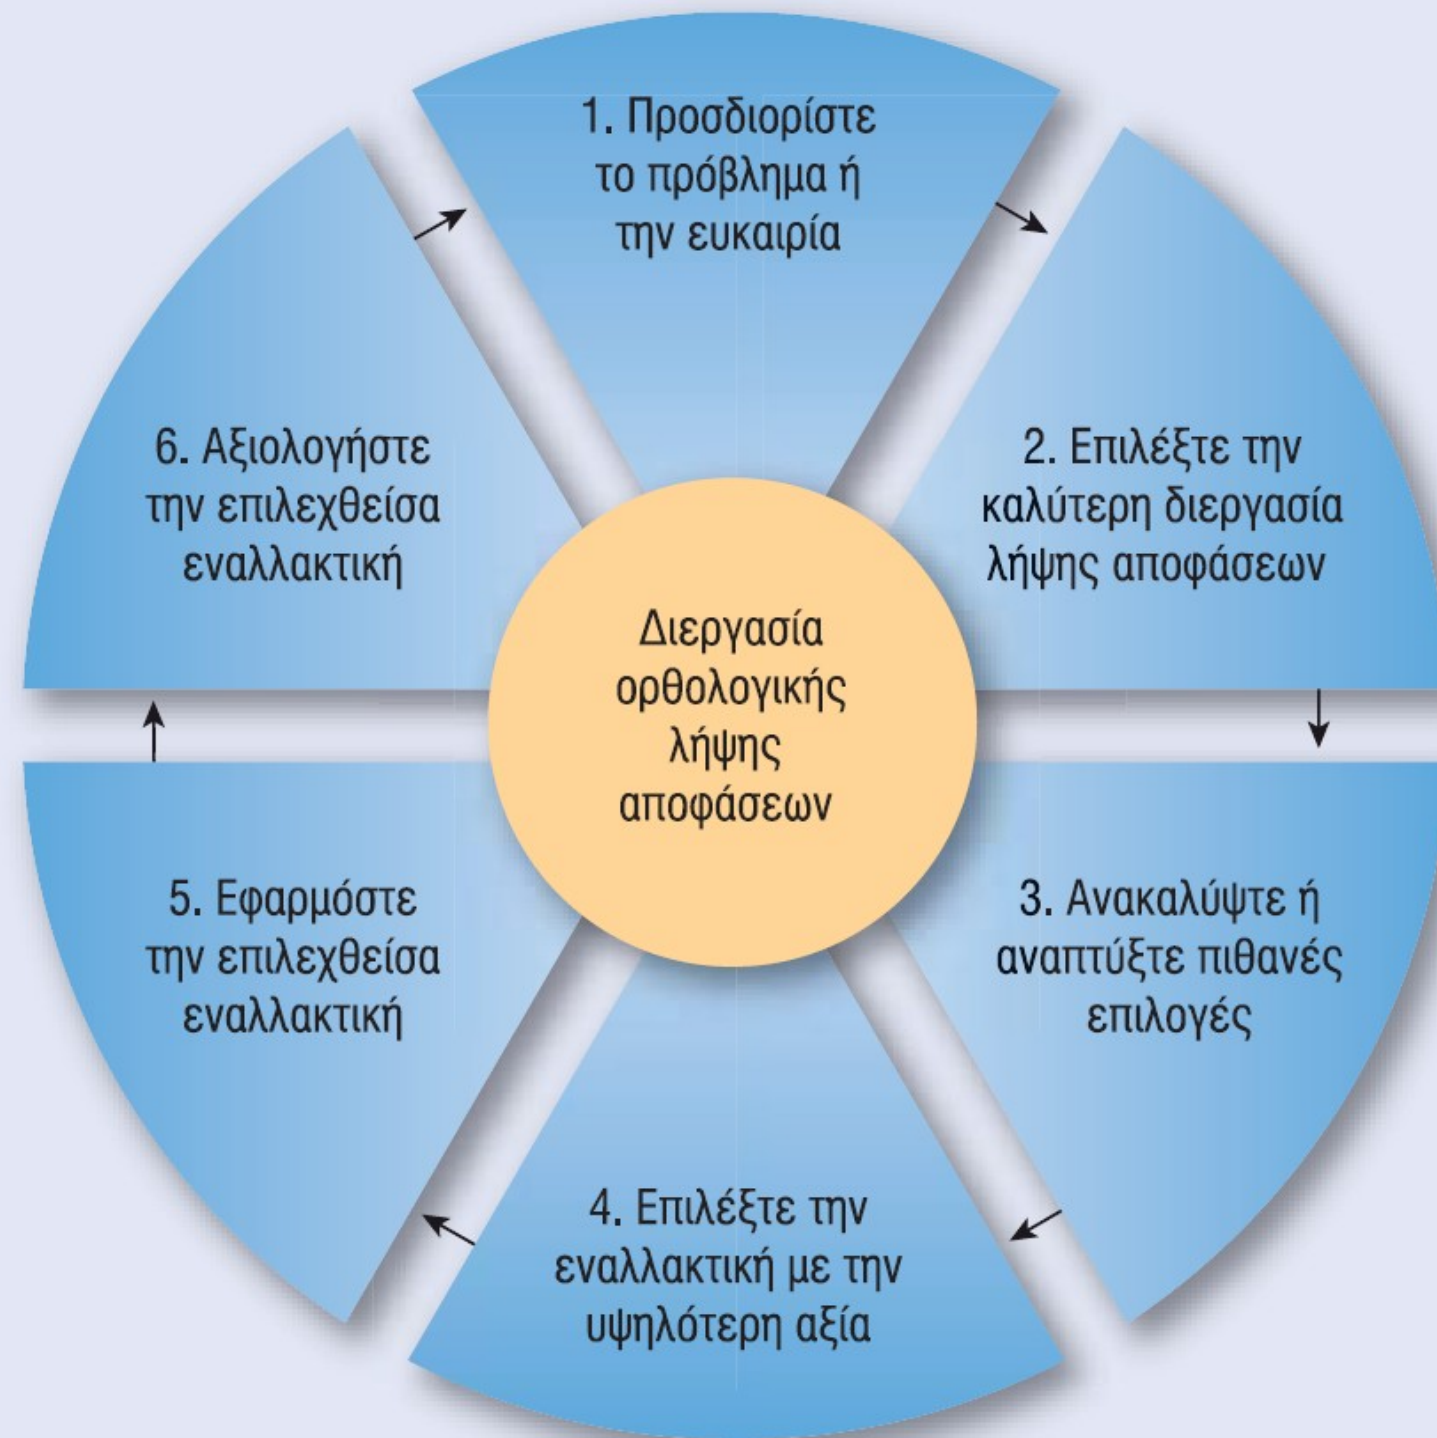 1. Προσδιορίστε
το πρόβλημα ή
την ευκαιρία
2. Επιλέξτε την
καλύτερη διεργασία
λήψης αποφάσεων
3. Ανακαλύψτε ή
αναπτύξτε πιθανές
επιλογές
4. Επιλέξτε την
εναλλακτική με την
υψηλότερη αξία
5. Εφαρμόστε
την επιλεχθείσα
εναλλακτική
6. Αξιολογήστε
την επιλεχθείσα
εναλλακτική
Διεργασία
ορθολογικής
λήψης
αποφάσεων